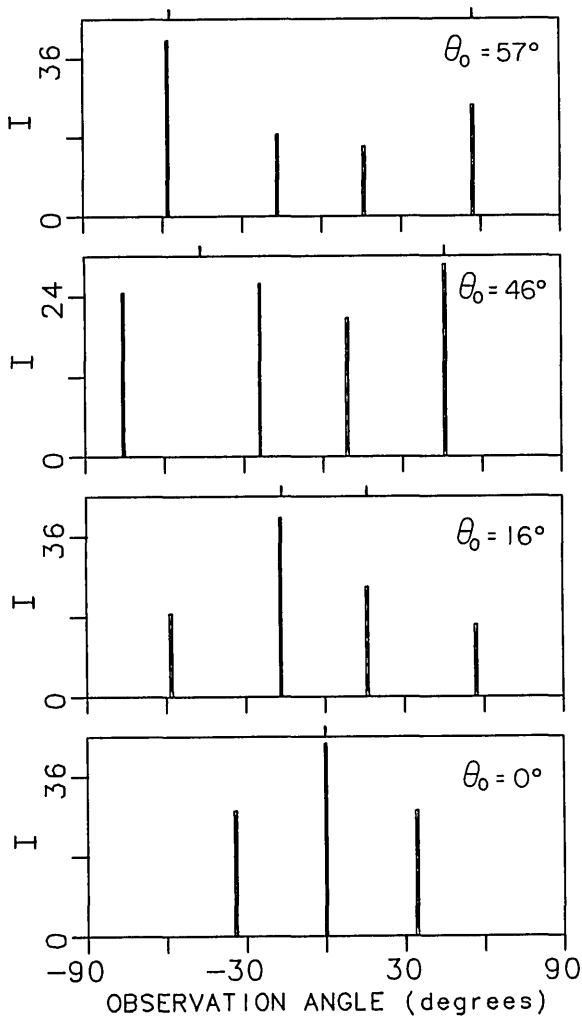 36
I
0
θ₀ = 57°
24
I
0
θ₀ = 46°
36
I
0
θ₀ = 16°
36
I
0
θ₀ = 0°
-90 -30 30 90
OBSERVATION ANGLE (degrees)